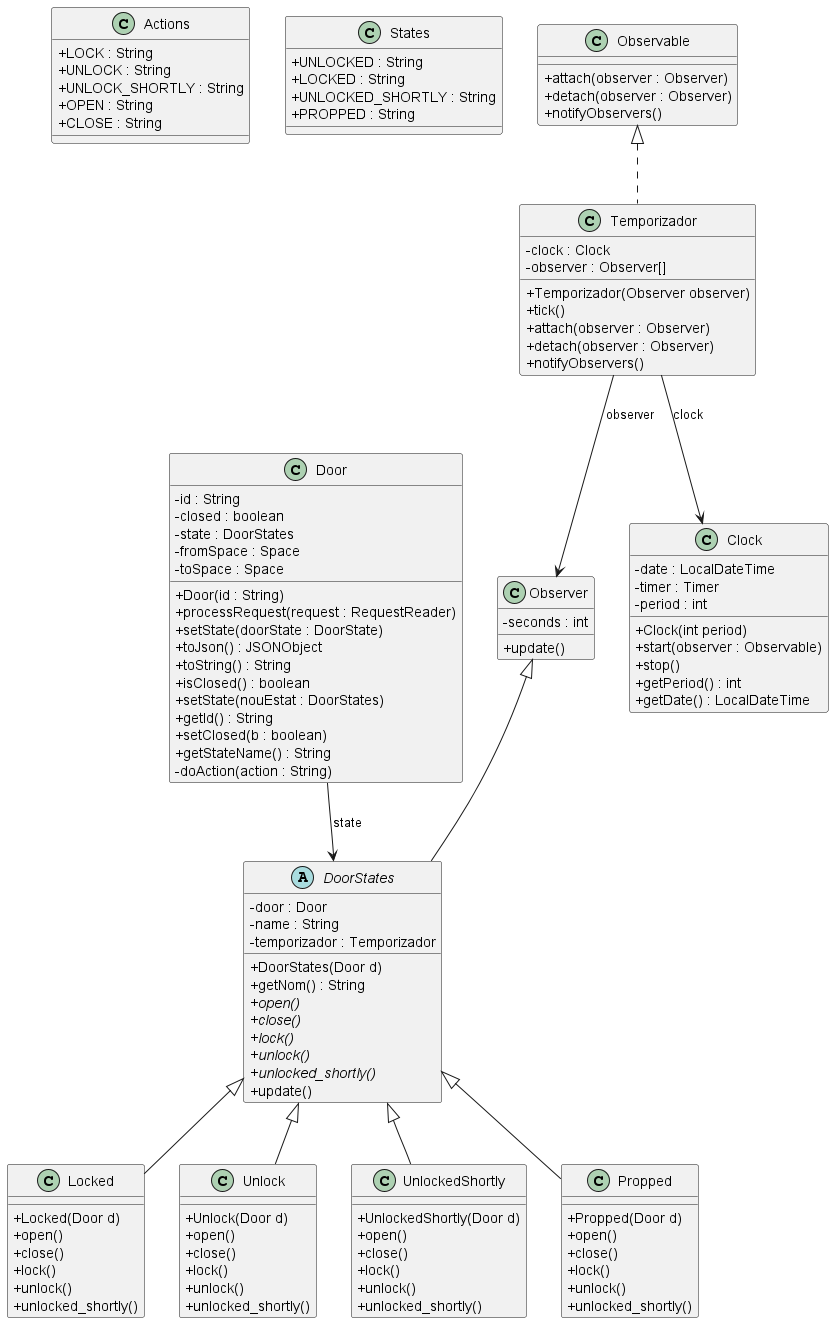 C Actions
+LOCK : String
+UNLOCK : String
+UNLOCK_SHORTLY : String
+OPEN : String
+CLOSE : String
C States
+UNLOCKED : String
+LOCKED : String
+UNLOCKED_SHORTLY : String
+PROPPED : String
C Observable
+attach(observer : Observer)
+detach(observer : Observer)
+notifyObservers()
C Temporizador
-clock : Clock
-observer : Observer[]
+Temporizador(Observer observer)
+tick()
+attach(observer : Observer)
+detach(observer : Observer)
+notifyObservers()
observer
clock
C Door
-id : String
-closed : boolean
-state : DoorStates
-fromSpace : Space
-toSpace : Space
+Door(id : String)
+processRequest(request : RequestReader)
+setState(doorState : DoorState)
+toJson() : JSONObject
+toString() : String
+isClosed() : boolean
+setState(nouEstat : DoorStates)
+getId() : String
+setClosed(b : boolean)
+getStateName() : String
-doAction(action : String)
C Observer
-seconds : int
+update()
C Clock
-date : LocalDateTime
-timer : Timer
-period : int
+Clock(int period)
+start(observer : Observable)
+stop()
+getPeriod() : int
+getDate() : LocalDateTime
state
A DoorStates
-door : Door
-name : String
-temporizador : Temporizador
+DoorStates(Door d)
+getNom() : String
+open()
+close()
+lock()
+unlock()
+unlocked_shortly()
+update()
C Locked
+Locked(Door d)
+open()
+close()
+lock()
+unlock()
+unlocked_shortly()
C Unlock
+Unlock(Door d)
+open()
+close()
+lock()
+unlock()
+unlocked_shortly()
C UnlockedShortly
+UnlockedShortly(Door d)
+open()
+close()
+lock()
+unlock()
+unlocked_shortly()
C Propped
+Propped(Door d)
+open()
+close()
+lock()
+unlock()
+unlocked_shortly()